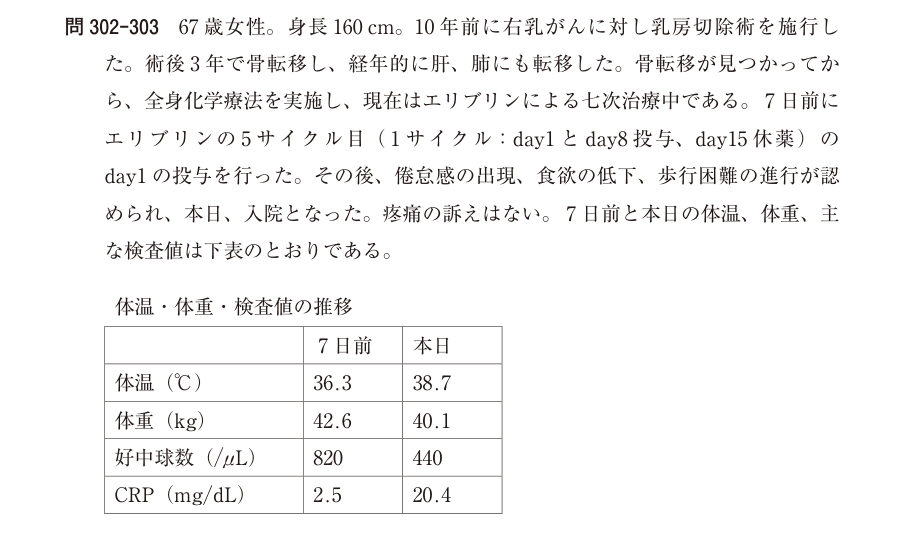 問 302-303 67 歳女性。身長 160 cm。10 年前に右乳がんに対し乳房切除術を施行し
た。術後 3 年で骨転移し、経年的に肝、肺にも転移した。骨転移が見つかってか
ら、全身化学療法を実施し、現在はエリブリンによる七次治療中である。7 日前に
エリブリンの 5 サイクル目（1 サイクル：day1 と day8 投与、day15 休薬）の
day1 の投与を行った。その後、倦怠感の出現、食欲の低下、歩行困難の進行が認
められ、本日、入院となった。疼痛の訴えはない。7 日前と本日の体温、体重、主
な検査値は下表のとおりである。
体温・体重・検査値の推移
7 日前 本日
体温（℃） 36.3 38.7
体重（kg） 42.6 40.1
好中球数（/μL） 820 440
CRP（mg/dL） 2.5 20.4